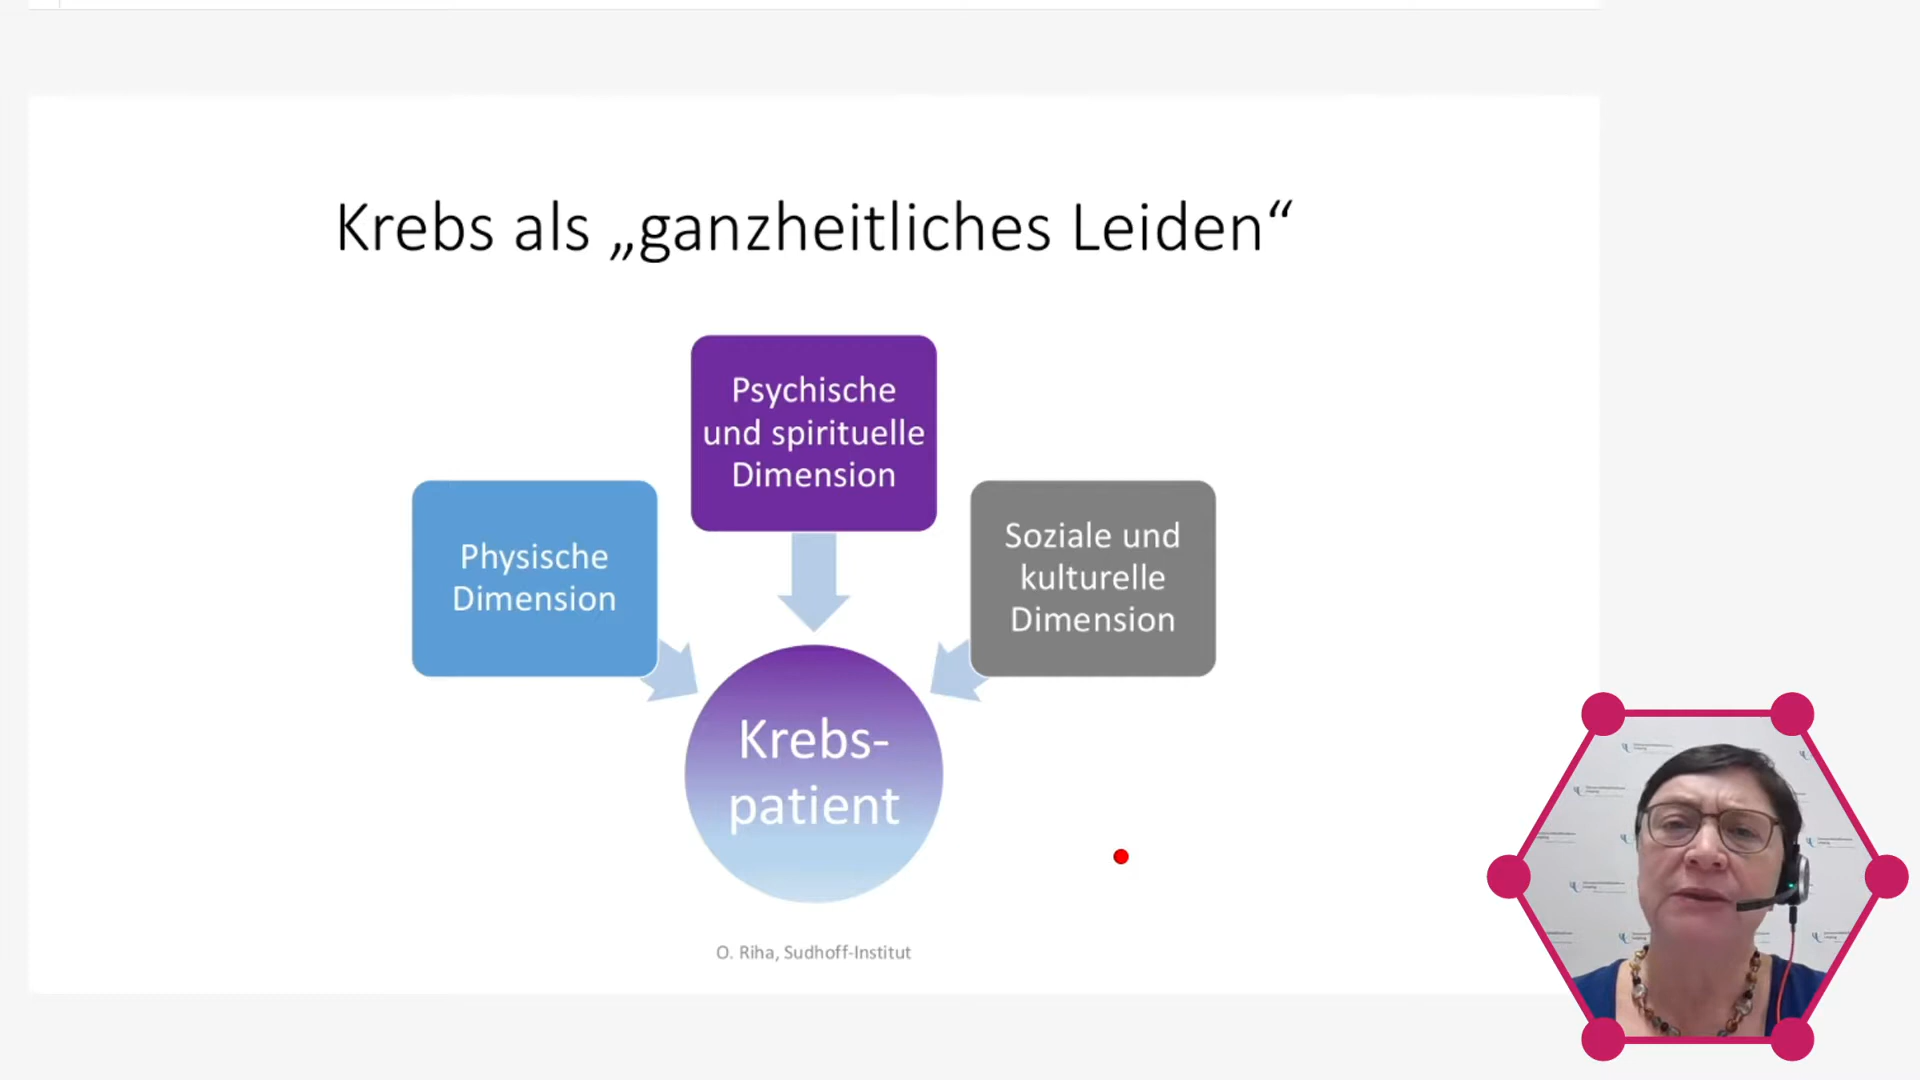 Krebs als „ganzheitliches Leiden“
Psychische
und spirituelle
Dimension
Physische
Dimension
Soziale und
kulturelle
Dimension
Krebs-
patient
O. Riha, Sudhoff-Institut